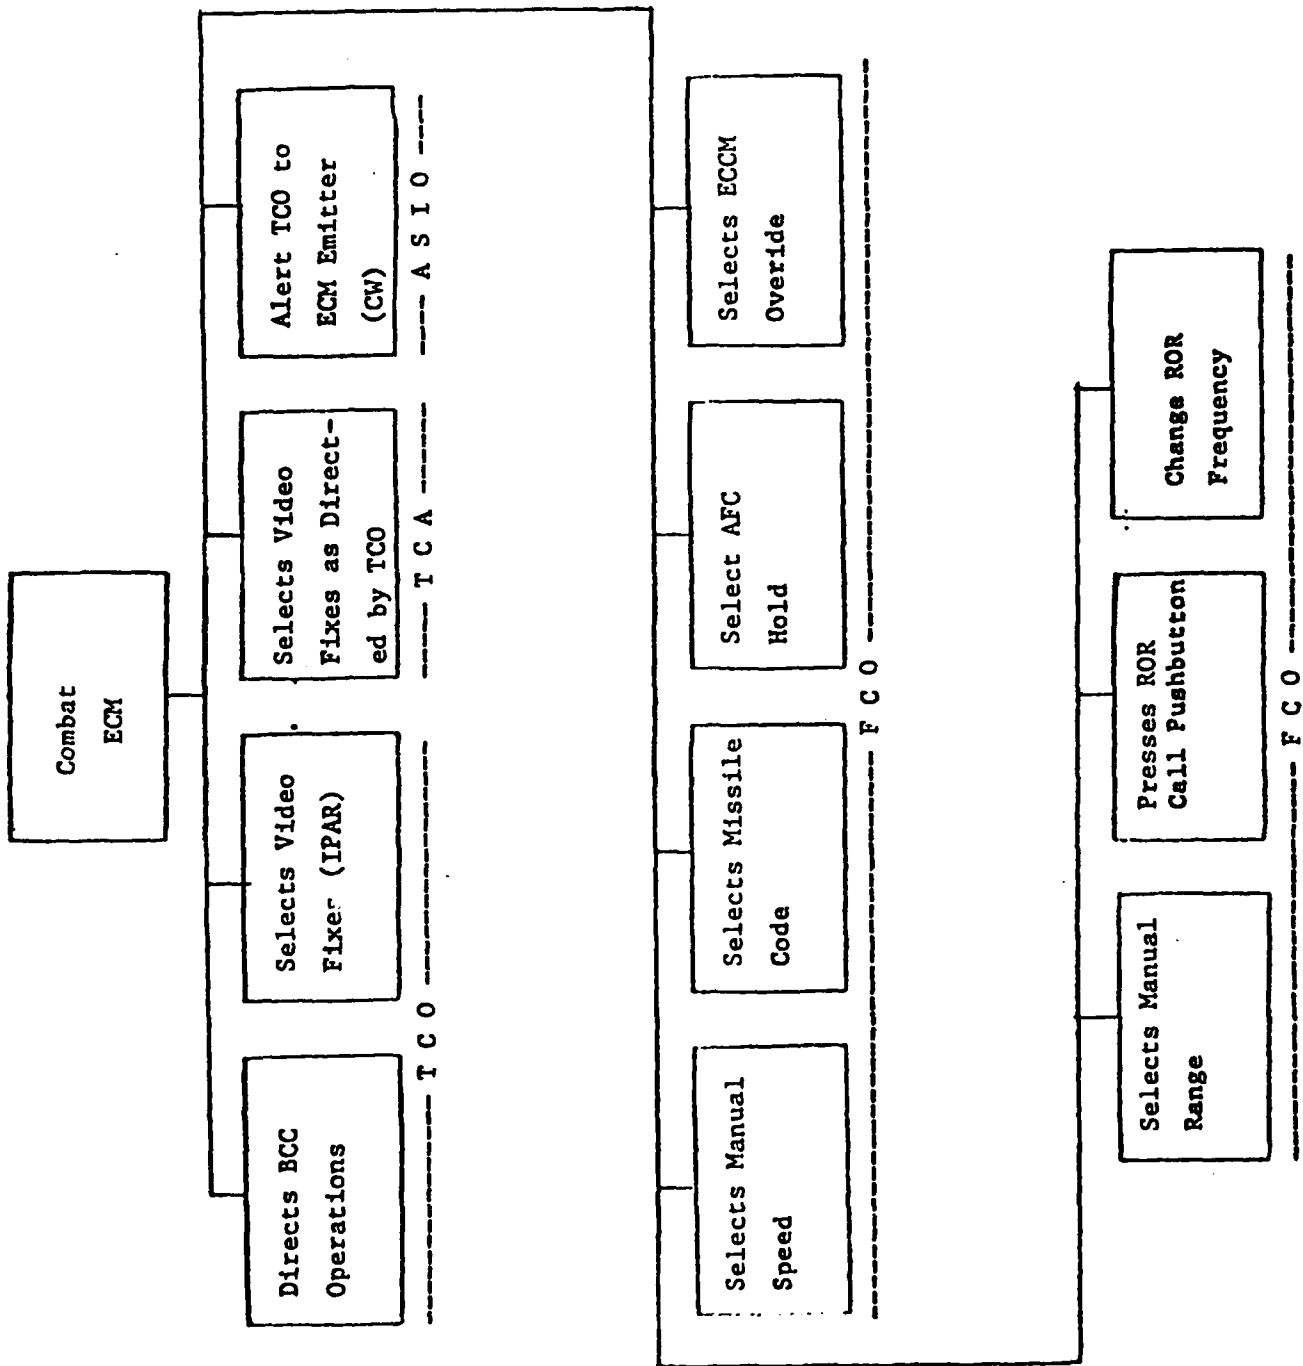 Combat
ECM
Directs BCC
Operations
Selects Video
Fixes (IPAR)
Selects Video
Fixes as Direct-
ed by TCO
Alert TCO to
ECM Emitter
(CW)
---------- T C O -----------
---- T C A -----
---- A S I O ----
Selects Manual
Speed
Selects Missile
Code
Select AFC
Hold
Selects ECCM
Overide
---------- F C O ----------
Selects Manual
Range
Presses ROR
Call Pushbutton
Change ROR
Frequency
---------- F C O ----------